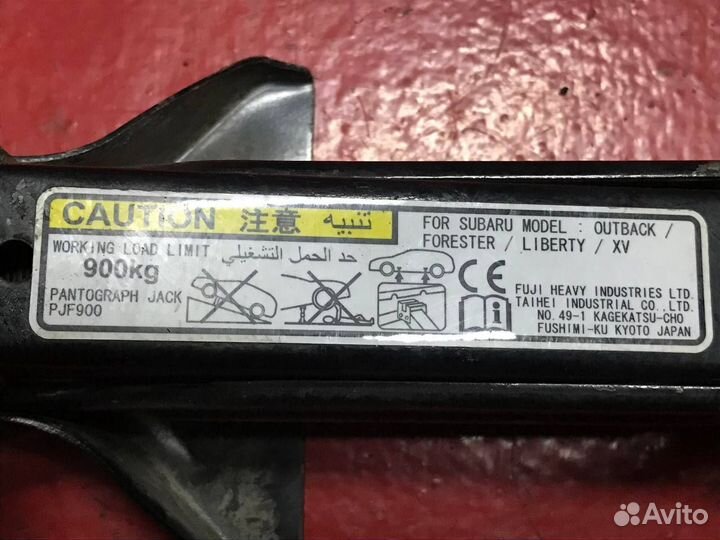 CAUTION 注意 تنبيه
WORKING LOAD LIMIT حد الحمل التشغيلي
900kg
PANTOGRAPH JACK
PJF900
FOR SUBARU MODEL : OUTBACK /
FORESTER / LIBERTY / XV
CE
FUJI HEAVY INDUSTRIES LTD.
TAIHEI INDUSTRIAL CO., LTD.
NO. 49-1 KAGEKATSU-CHO
FUSHIMI-KU KYOTO JAPAN
Avito